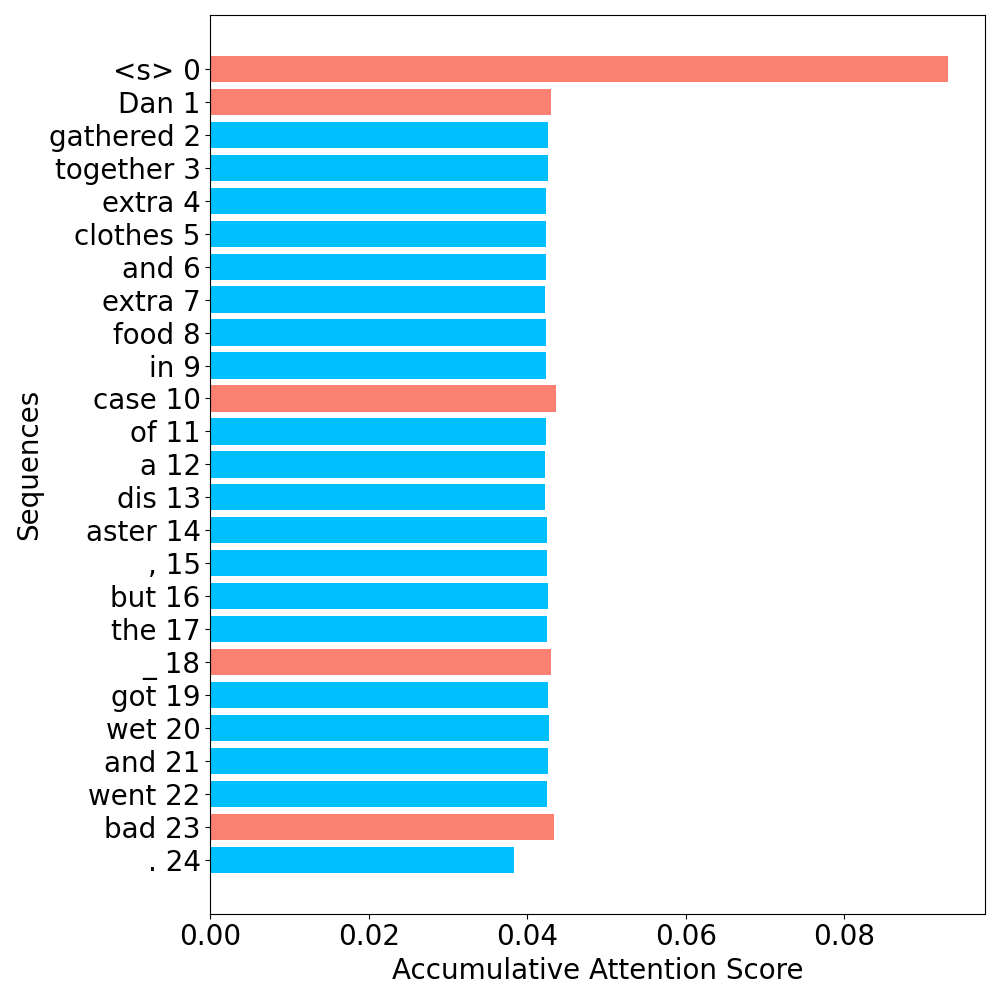 <s> 0
Dan 1
gathered 2
together 3
extra 4
clothes 5
and 6
extra 7
food 8
in 9
case 10
of 11
a 12
dis 13
aster 14
, 15
but 16
the 17
_ 18
got 19
wet 20
and 21
went 22
bad 23
. 24
Sequences
0.00 0.02 0.04 0.06 0.08
Accumulative Attention Score